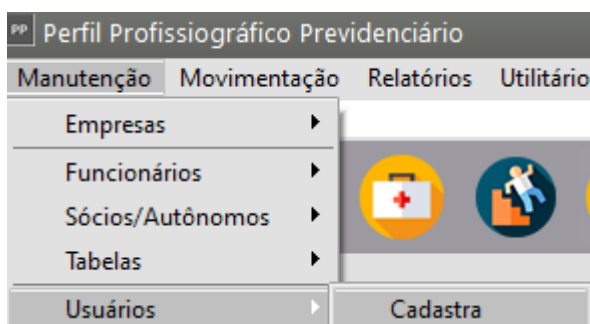 PP Perfil Profissiográfico Previdenciário
Manutenção Movimentação Relatórios Utilitário
Empresas
Funcionários
Sócios/Autônomos
Tabelas
Usuários Cadastra